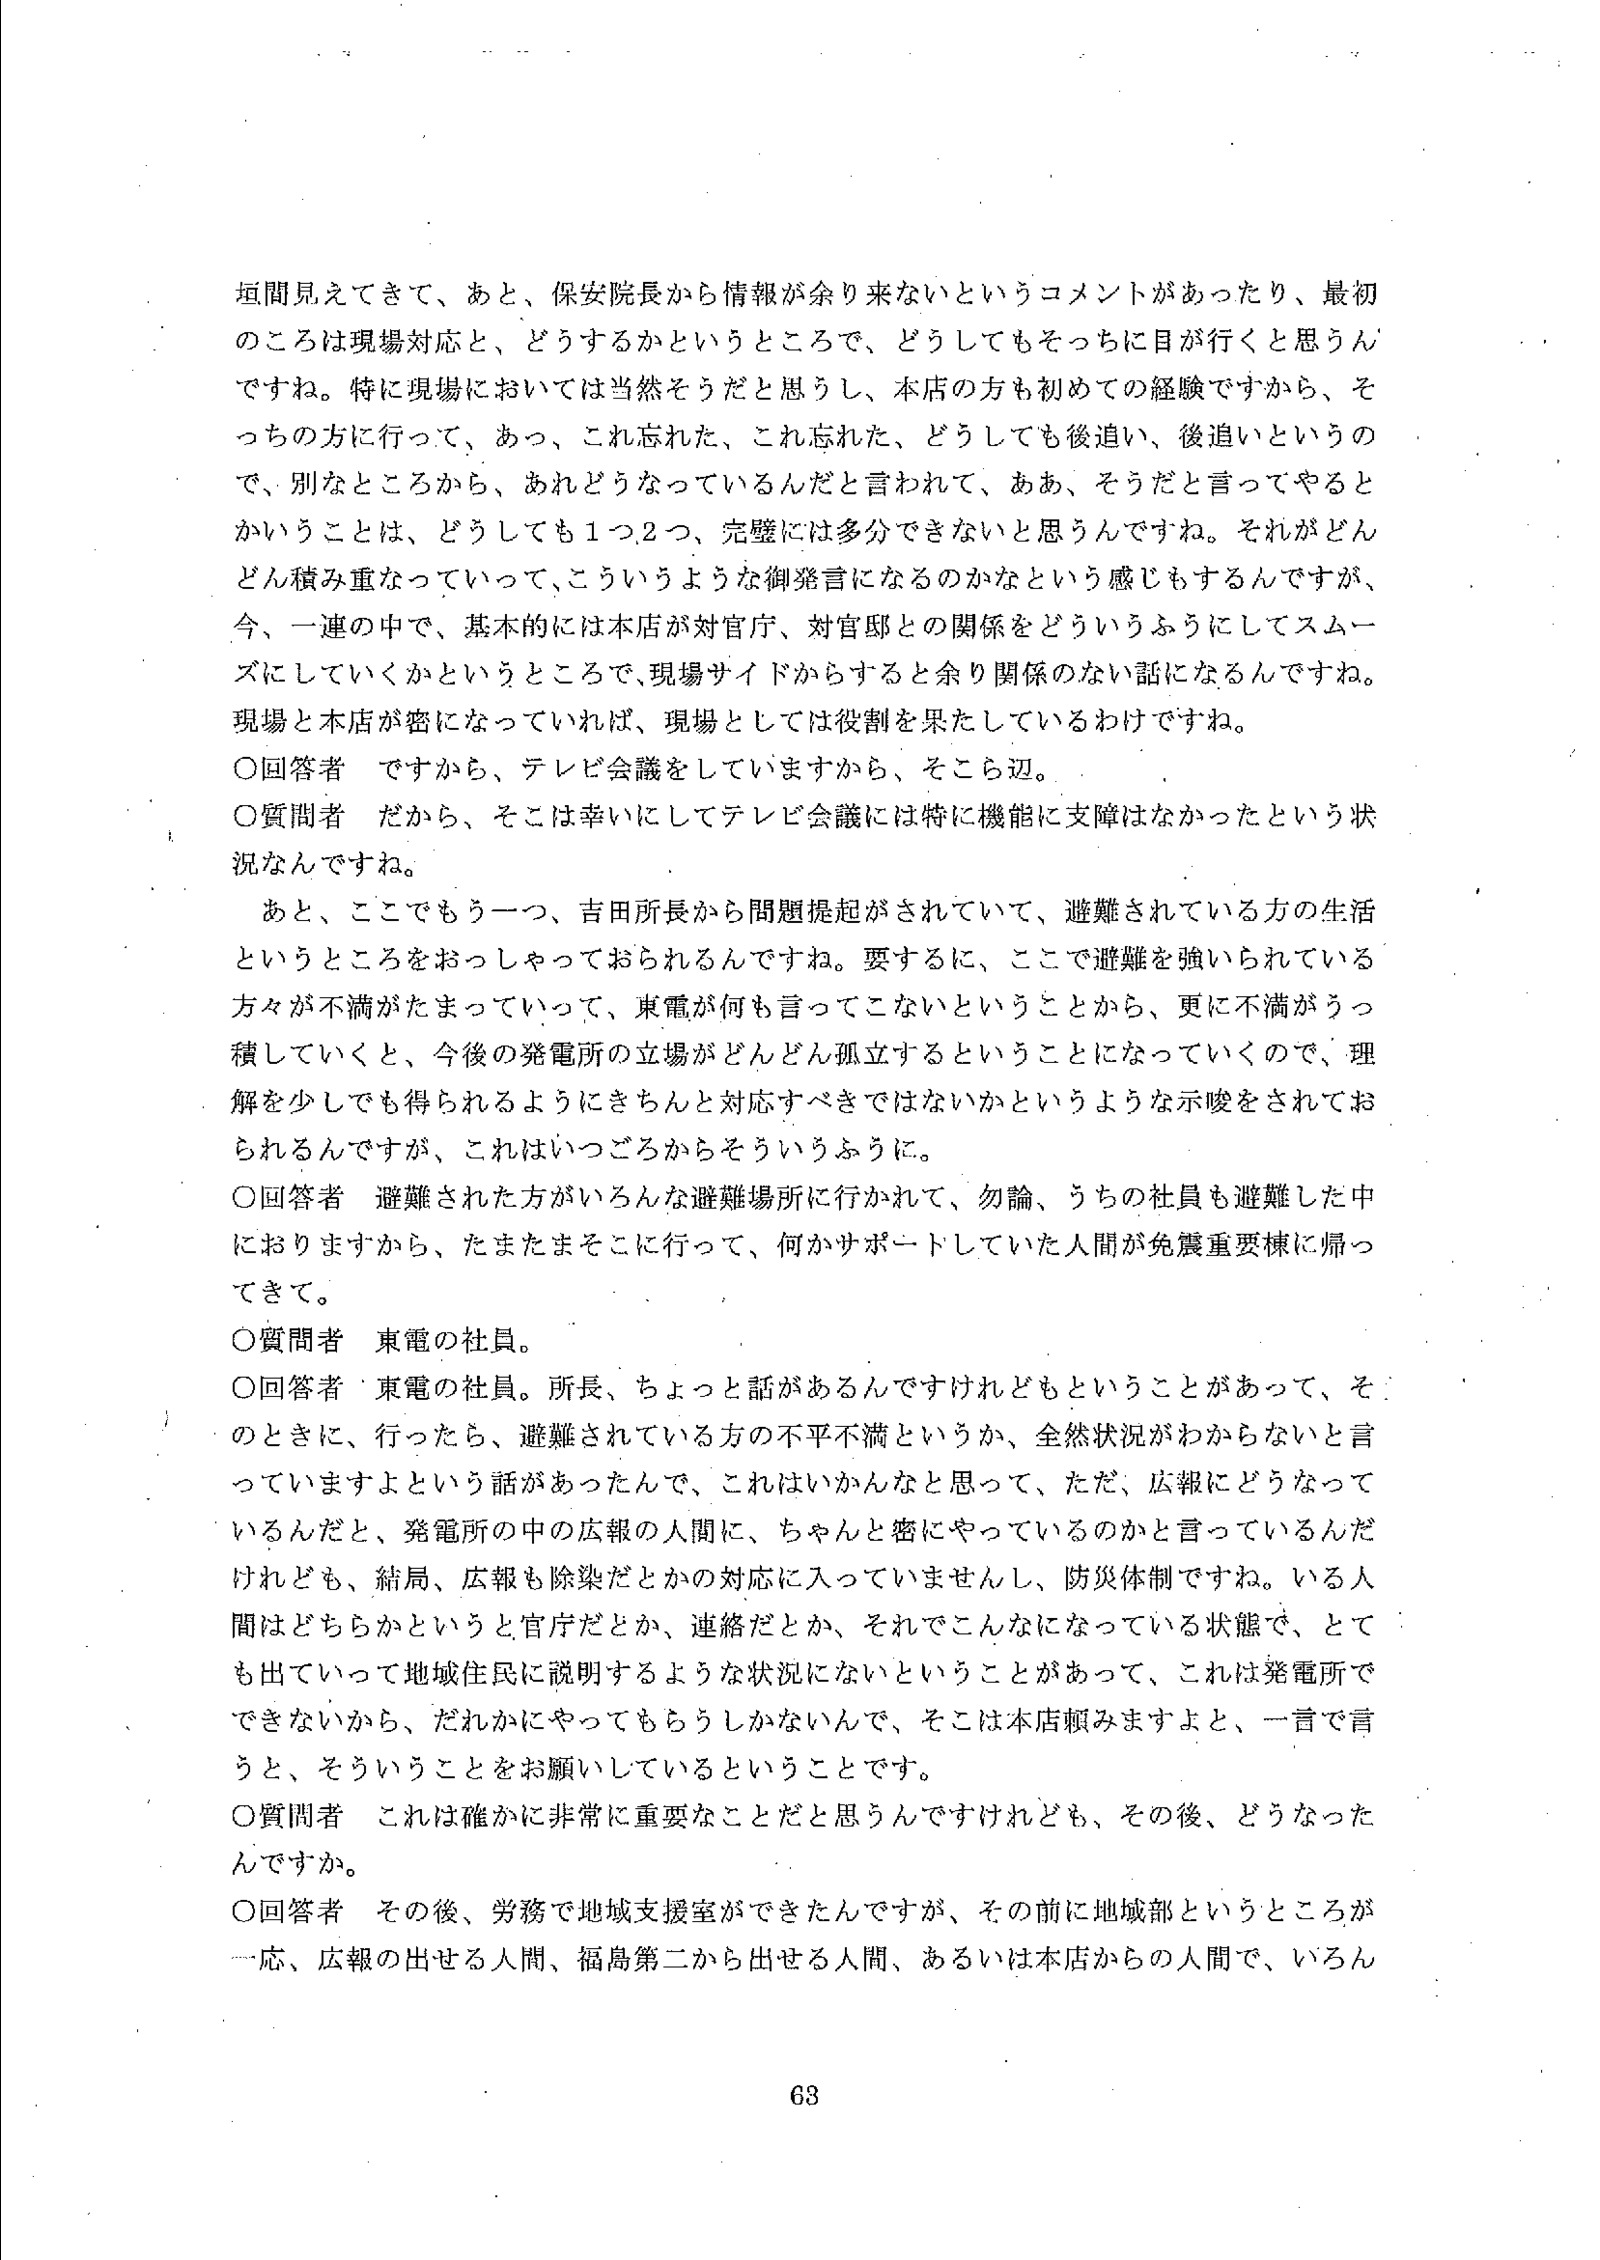 垣間見えてきて、あと、保安院長から情報が余り来ないというコメントがあったり、最初
のころは現場対応と、どうするかというところで、どうしてもそっちに目が行くと思うん
ですね。特に現場においては当然そうだと思うし、本店の方も初めての経験ですから、そ
っちの方に行って、あっ、これ忘れた、これ忘れた、どうしても後追い、後追いというの
で、別なところから、あれどうなっているんだと言われて、ああ、そうだと言ってやると
かいうことは、どうしても１つ２つ、完璧には多分できないと思うんですね。それがどん
どん積み重なっていって、こういうような御発言になるのかなという感じもするんですが、
今、一連の中で、基本的には本店が対官庁、対官邸との関係をどういうふうにしてスムー
ズにしていくかというところで、現場サイドからすると余り関係のない話になるんですね。
現場と本店が密になっていれば、現場としては役割を果たしているわけですね。
○回答者　ですから、テレビ会議をしていますから、そこら辺。
○質問者　だから、そこは幸いにしてテレビ会議には特に機能に支障はなかったという状
況なんですね。
　あと、ここでもう一つ、吉田所長から問題提起がされていて、避難されている方の生活
というところをおっしゃっておられるんですね。要するに、ここで避難を強いられている
方々が不満がたまっていって、東電が何も言ってこないということから、更に不満がうっ
積していくと、今後の発電所の立場がどんどん孤立するということになっていくので、理
解を少しでも得られるようにきちんと対応すべきではないかというような示唆をされてお
られるんですが、これはいつごろからそういうふうに。
○回答者　避難された方がいろんな避難場所に行かれて、勿論、うちの社員も避難した中
におりますから、たまたまそこに行って、何かサポートしていた人間が免震重要棟に帰っ
てきて。
○質問者　東電の社員。
○回答者　東電の社員。所長、ちょっと話があるんですけれどもということがあって、そ
のときに、行ったら、避難されている方の不平不満というか、全然状況がわからないと言
っていますよという話があったんで、これはいかんなと思って、ただ、広報にどうなって
いるんだと、発電所の中の広報の人間に、ちゃんと密にやっているのかと言っているんだ
けれども、結局、広報も除染だとかの対応に入っていませんし、防災体制ですね。いる人
間はどちらかというと官庁だとか、連絡だとか、それでこんなになっている状態で、とて
も出ていって地域住民に説明するような状況にないということがあって、これは発電所で
できないから、だれかにやってもらうしかないんで、そこは本店頼みますよと、一言で言
うと、そういうことをお願いしているということです。
○質問者　これは確かに非常に重要なことだと思うんですけれども、その後、どうなった
んですか。
○回答者　その後、労務で地域支援室ができたんですが、その前に地域部というところが
一応、広報の出せる人間、福島第二から出せる人間、あるいは本店からの人間で、いろん
63